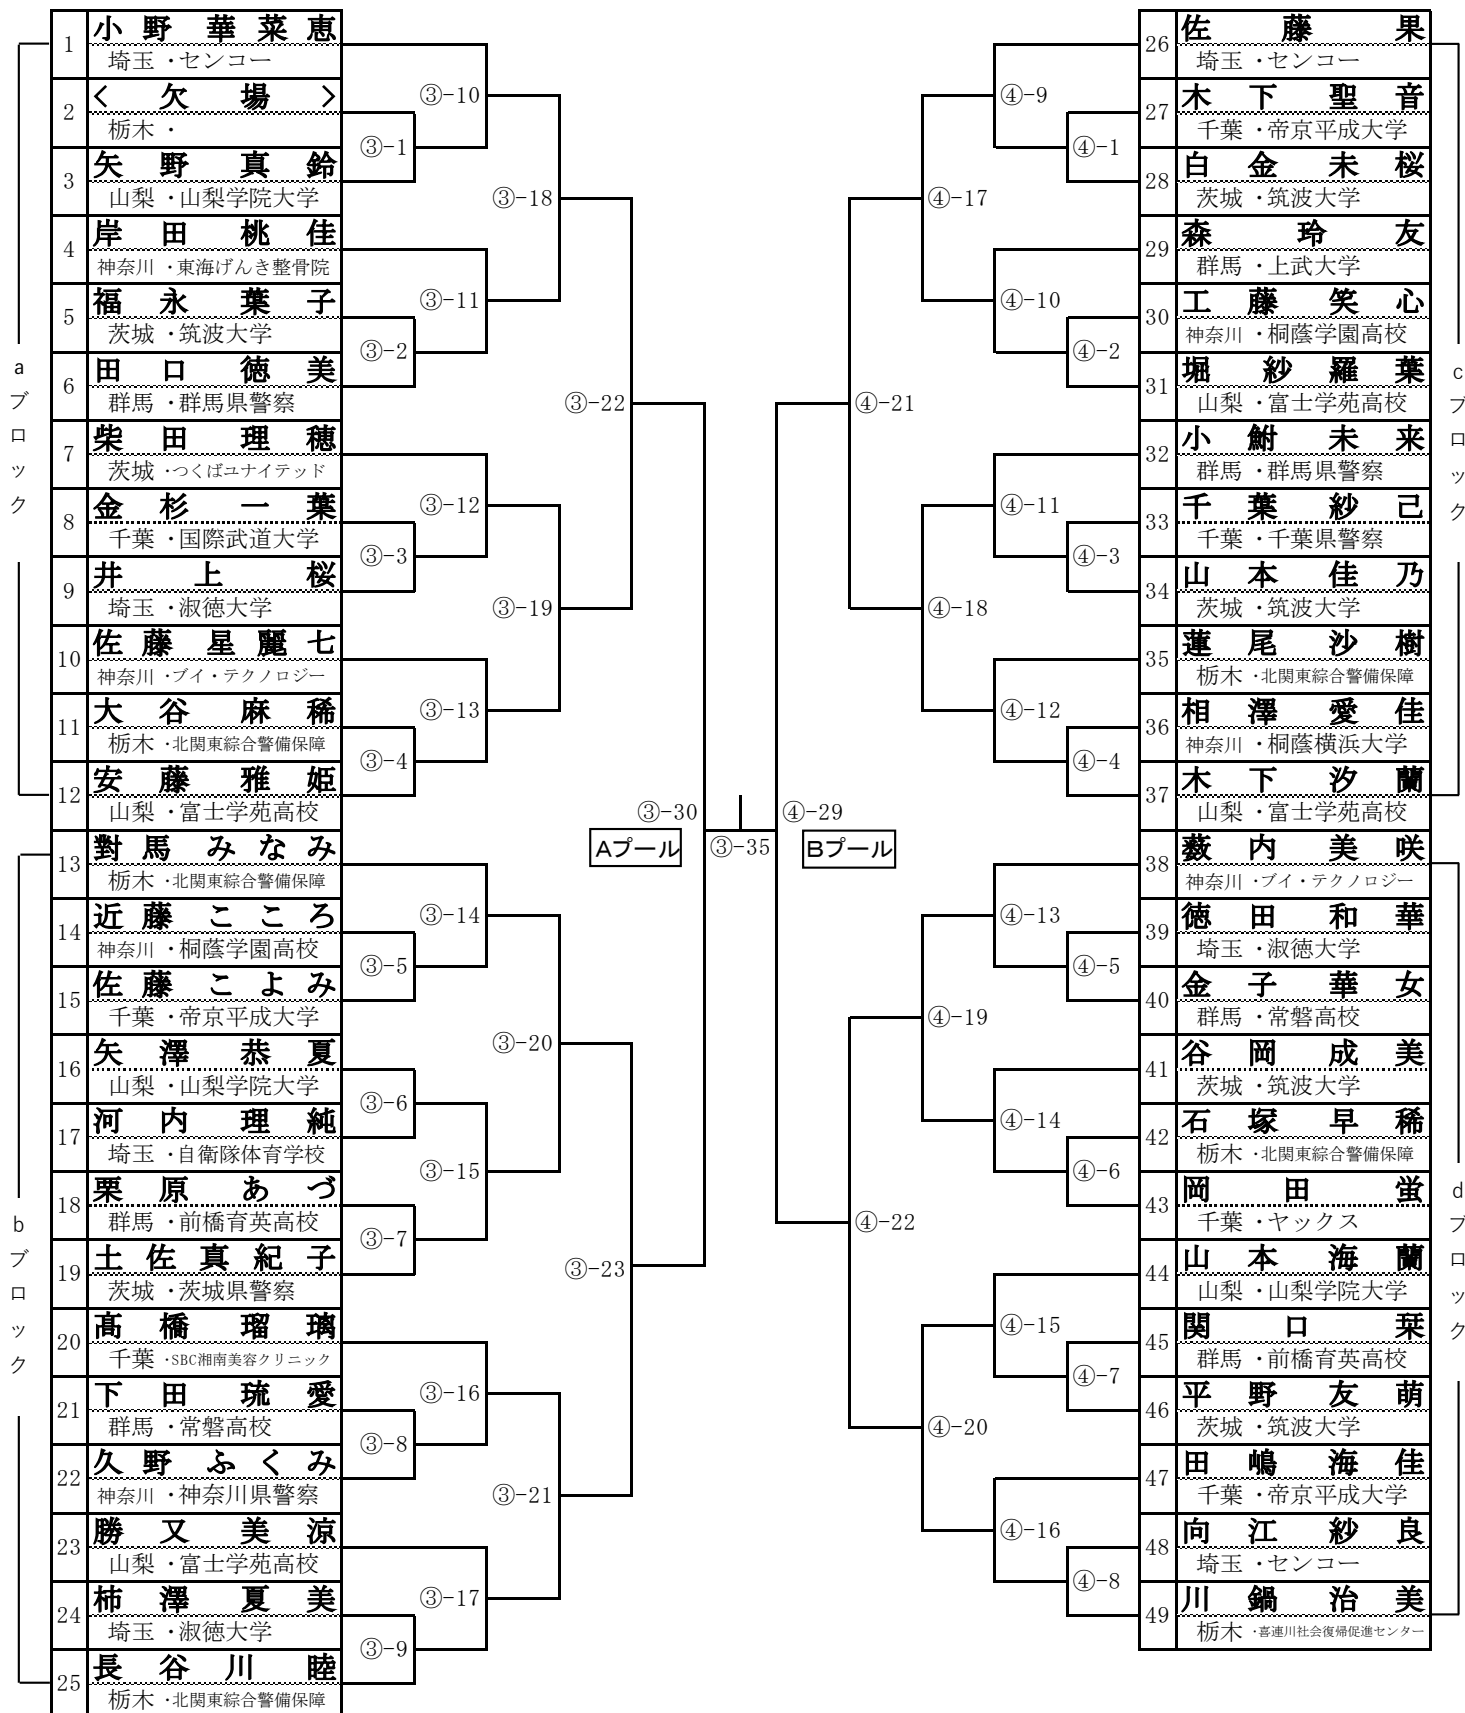 1 小野 華菜恵
埼玉・センコー
2 < 欠場 >
栃木・
3 矢野 真鈴
山梨・山梨学院大学
4 岸田 桃佳
神奈川・東海げんき整骨院
5 福永 葉子
茨城・筑波大学
6 田口 徳美
群馬・群馬県警察
7 柴田 理穂
茨城・つくばユナイテッド
8 金杉 一葉
千葉・国際武道大学
9 井上 桜
埼玉・淑徳大学
10 佐藤 星麗七
神奈川・ブイ・テクノロジー
11 大谷 麻稀
栃木・北関東綜合警備保障
12 安藤 雅姫
山梨・富士学苑高校
13 對馬 みなみ
栃木・北関東綜合警備保障
14 近藤 こころ
神奈川・桐蔭学園高校
15 佐藤 こよみ
千葉・帝京平成大学
16 矢澤 恭夏
山梨・山梨学院大学
17 河内 理純
埼玉・自衛隊体育学校
18 栗原 あづ
群馬・前橋育英高校
19 土佐 真紀子
茨城・茨城県警察
20 髙橋 瑠璃
千葉・SBC湘南美容クリニック
21 下田 琉愛
群馬・常磐高校
22 久野 ふくみ
神奈川・神奈川県警察
23 勝又 美涼
山梨・富士学苑高校
24 柿澤 夏美
埼玉・淑徳大学
25 長谷川 睦
栃木・北関東綜合警備保障
aブロック
bブロック
③-1
③-2
③-3
③-4
③-5
③-6
③-7
③-8
③-9
③-10
③-11
③-12
③-13
③-14
③-15
③-16
③-17
③-18
③-19
③-20
③-21
③-22
③-23
③-30
Aプール
③-35
④-29
Bプール
④-21
④-22
④-17
④-18
④-19
④-20
④-9
④-10
④-11
④-12
④-13
④-14
④-15
④-16
④-1
④-2
④-3
④-4
④-5
④-6
④-7
④-8
26 佐藤 果
埼玉・センコー
27 木下 聖音
千葉・帝京平成大学
28 白金 未桜
茨城・筑波大学
29 森 玲友
群馬・上武大学
30 工藤 笑心
神奈川・桐蔭学園高校
31 堀 紗羅葉
山梨・富士学苑高校
32 小鮒 未来
群馬・群馬県警察
33 千葉 紗己
千葉・千葉県警察
34 山本 佳乃
茨城・筑波大学
35 蓮尾 沙樹
栃木・北関東綜合警備保障
36 相澤 愛佳
神奈川・桐蔭横浜大学
37 木下 汐蘭
山梨・富士学苑高校
38 薮内 美咲
神奈川・ブイ・テクノロジー
39 徳田 和華
埼玉・淑徳大学
40 金子 華女
群馬・常磐高校
41 谷岡 成美
茨城・筑波大学
42 石塚 早稀
栃木・北関東綜合警備保障
43 岡田 蛍
千葉・ヤックス
44 山本 海蘭
山梨・山梨学院大学
45 関口 栞
群馬・前橋育英高校
46 平野 友萌
茨城・筑波大学
47 田嶋 海佳
千葉・帝京平成大学
48 向江 紗良
埼玉・センコー
49 川鍋 治美
栃木・喜連川社会復帰促進センター
cブロック
dブロック